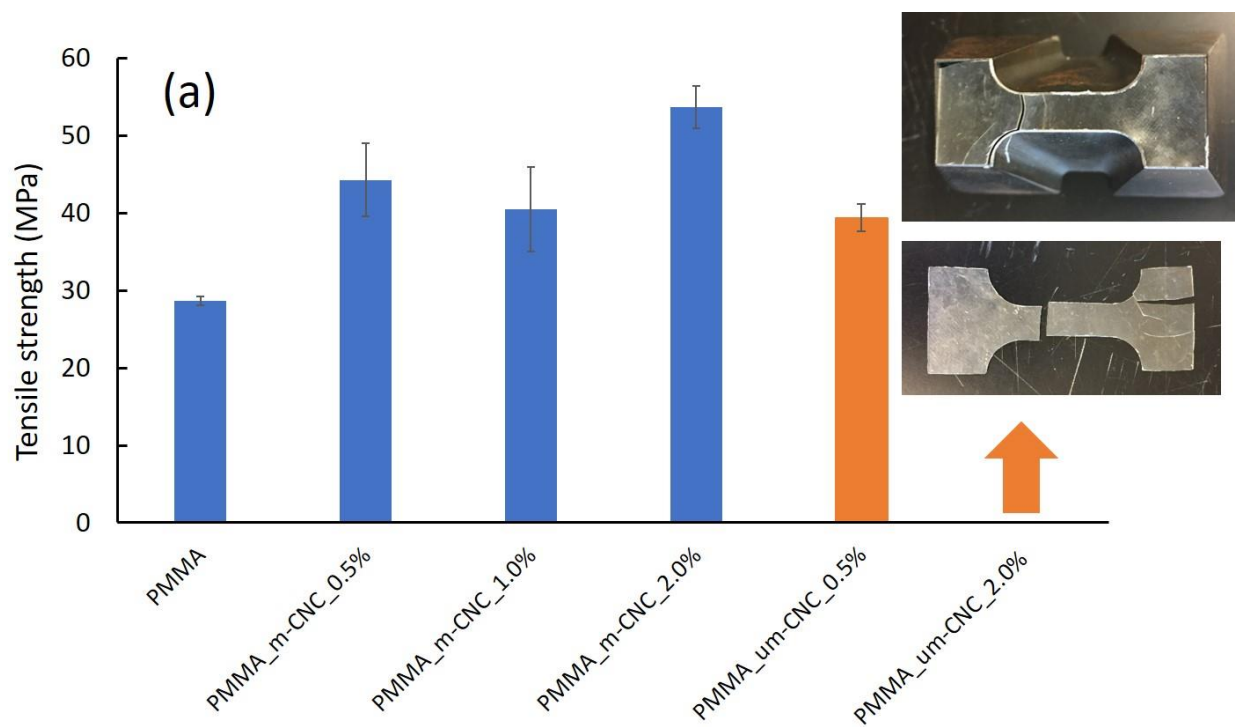 (a)
Tensile strength (MPa)
60
50
40
30
20
10
0
PMMA
PMMA_m-CNC_0.5%
PMMA_m-CNC_1.0%
PMMA_m-CNC_2.0%
PMMA_um-CNC_0.5%
PMMA_um-CNC_2.0%